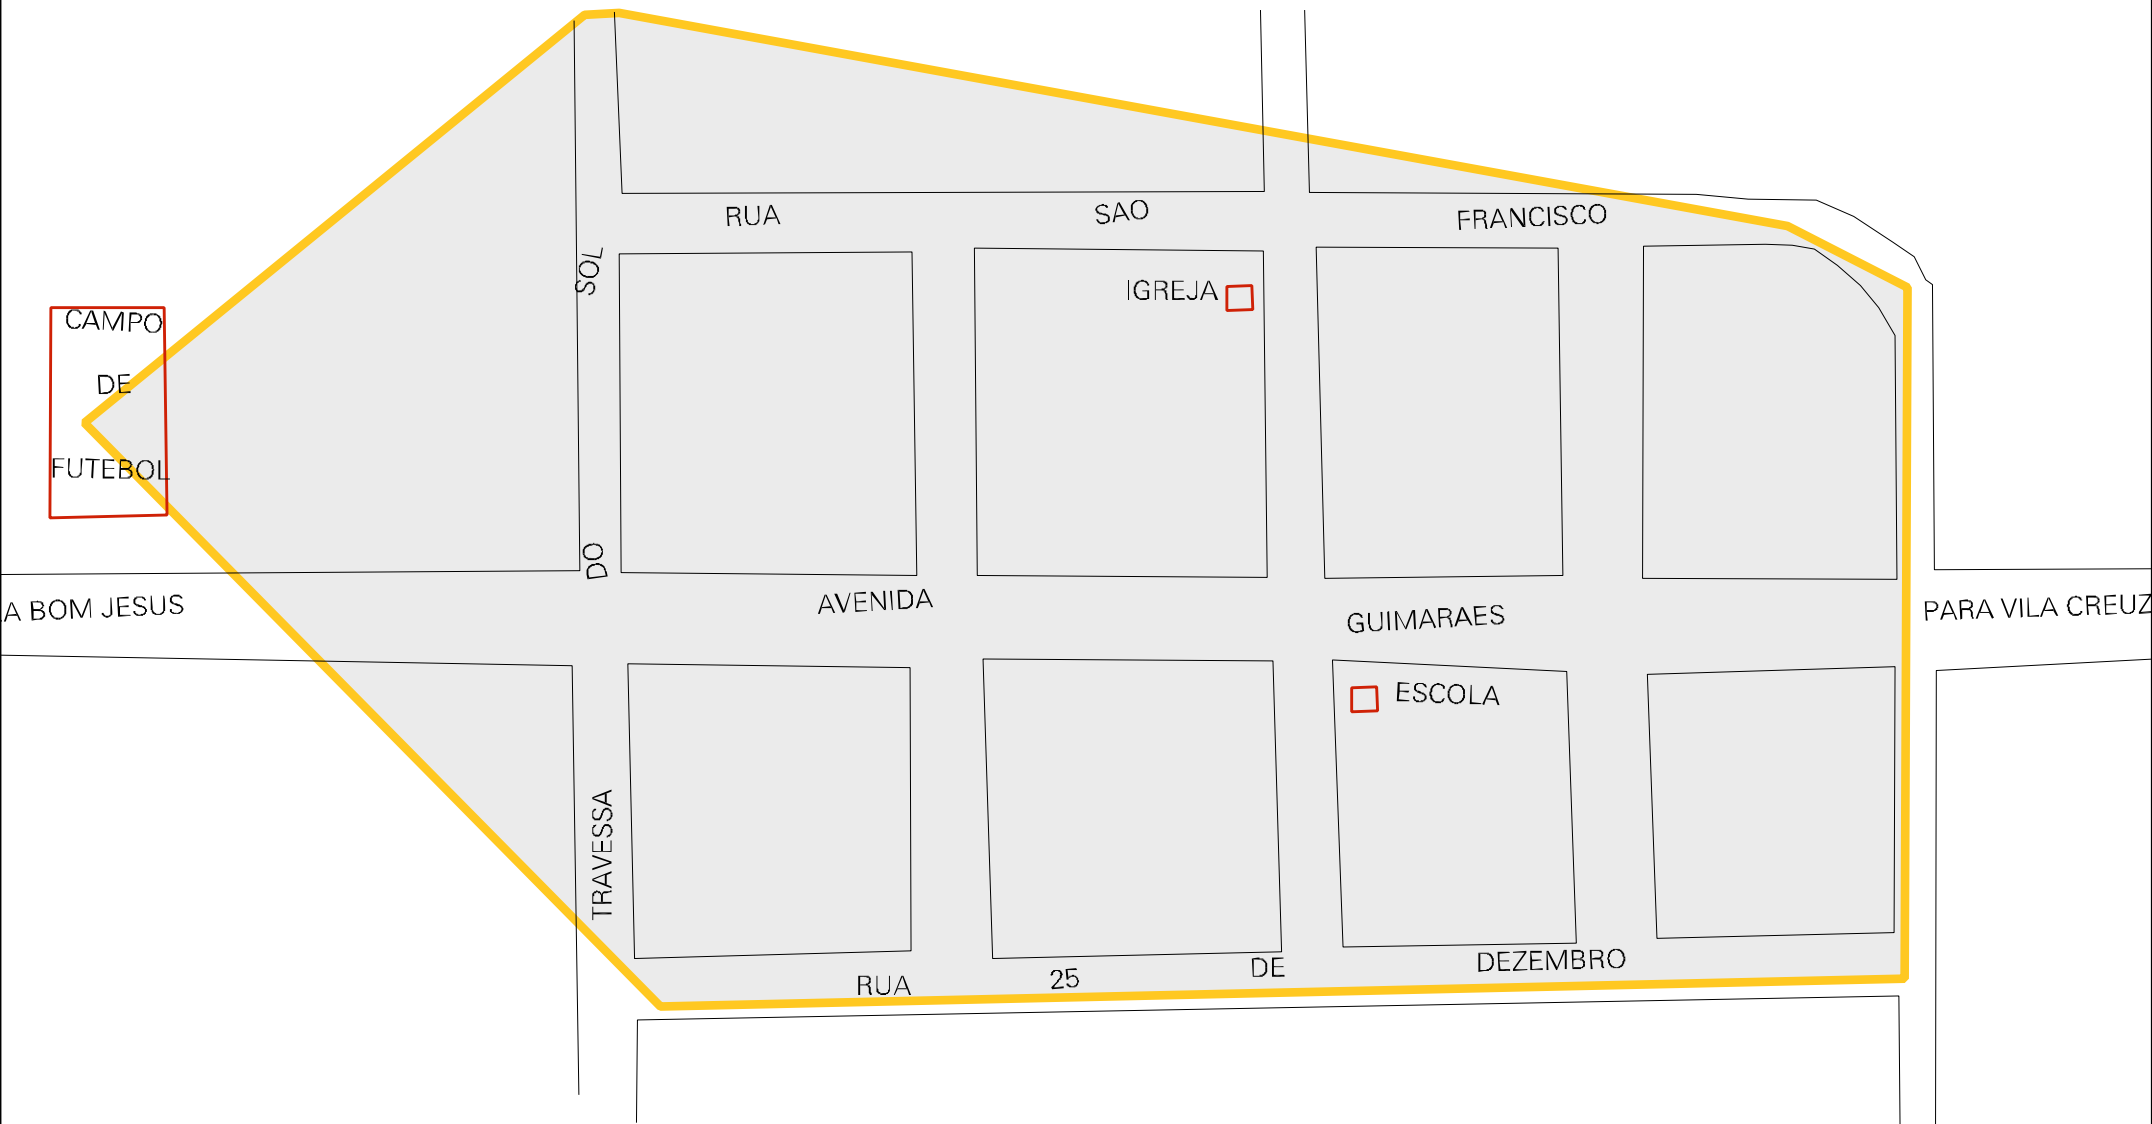 RUA SAO FRANCISCO
SOL
IGREJA
CAMPO
DE
FUTEBOL
DO
A BOM JESUS
AVENIDA GUIMARAES
PARA VILA CREUZ
ESCOLA
TRAVESSA
RUA 25 DE DEZEMBRO